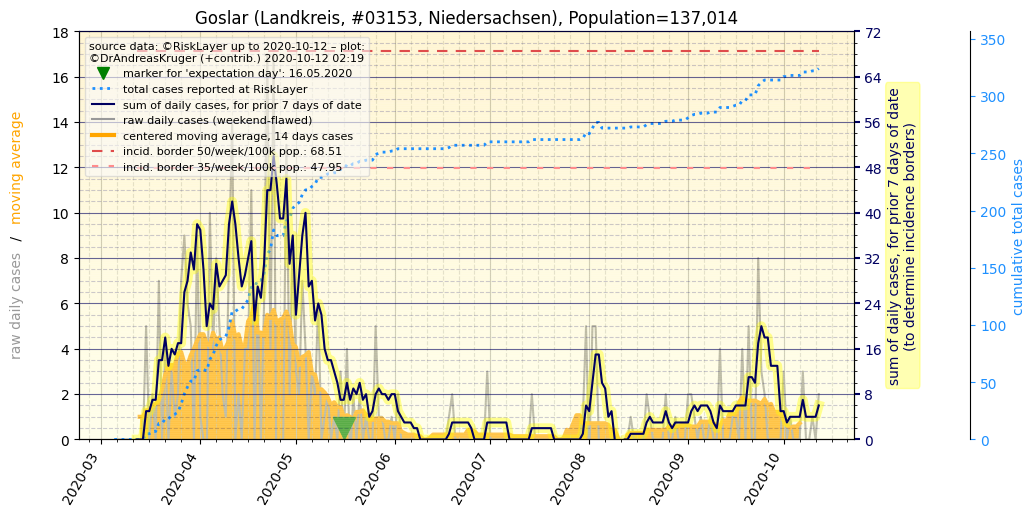 Goslar (Landkreis, #03153, Niedersachsen), Population=137,014
source data: ©RiskLayer up to 2020-10-12 – plot:
©DrAndreasKruger (+contrib.) 2020-10-12 02:19
marker for 'expectation day': 16.05.2020
total cases reported at RiskLayer
sum of daily cases, for prior 7 days of date
raw daily cases (weekend-flawed)
centered moving average, 14 days cases
incid. border 50/week/100k pop.: 68.51
incid. border 35/week/100k pop.: 47.95
raw daily cases / moving average
18
16
14
12
10
8
6
4
2
0
72
64
56
48
40
32
24
16
8
0
sum of daily cases, for prior 7 days of date
(to determine incidence borders)
350
300
250
200
150
100
50
0
cumulative total cases
2020-03
2020-04
2020-05
2020-06
2020-07
2020-08
2020-09
2020-10